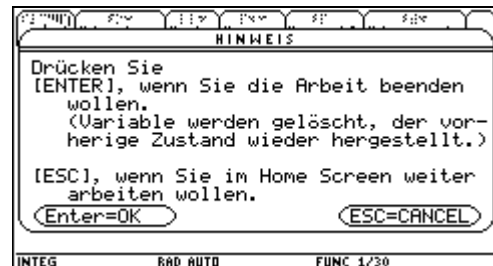 HINWEIS
Drücken Sie
[ENTER], wenn Sie die Arbeit beenden
wollen.
(Variable werden gelöscht, der vor-
herige Zustand wieder hergestellt.)
[ESC], wenn Sie im Home Screen weiter
arbeiten wollen.
Enter=OK ESC=CANCEL
INTEG RAD AUTO FUNC 1/30